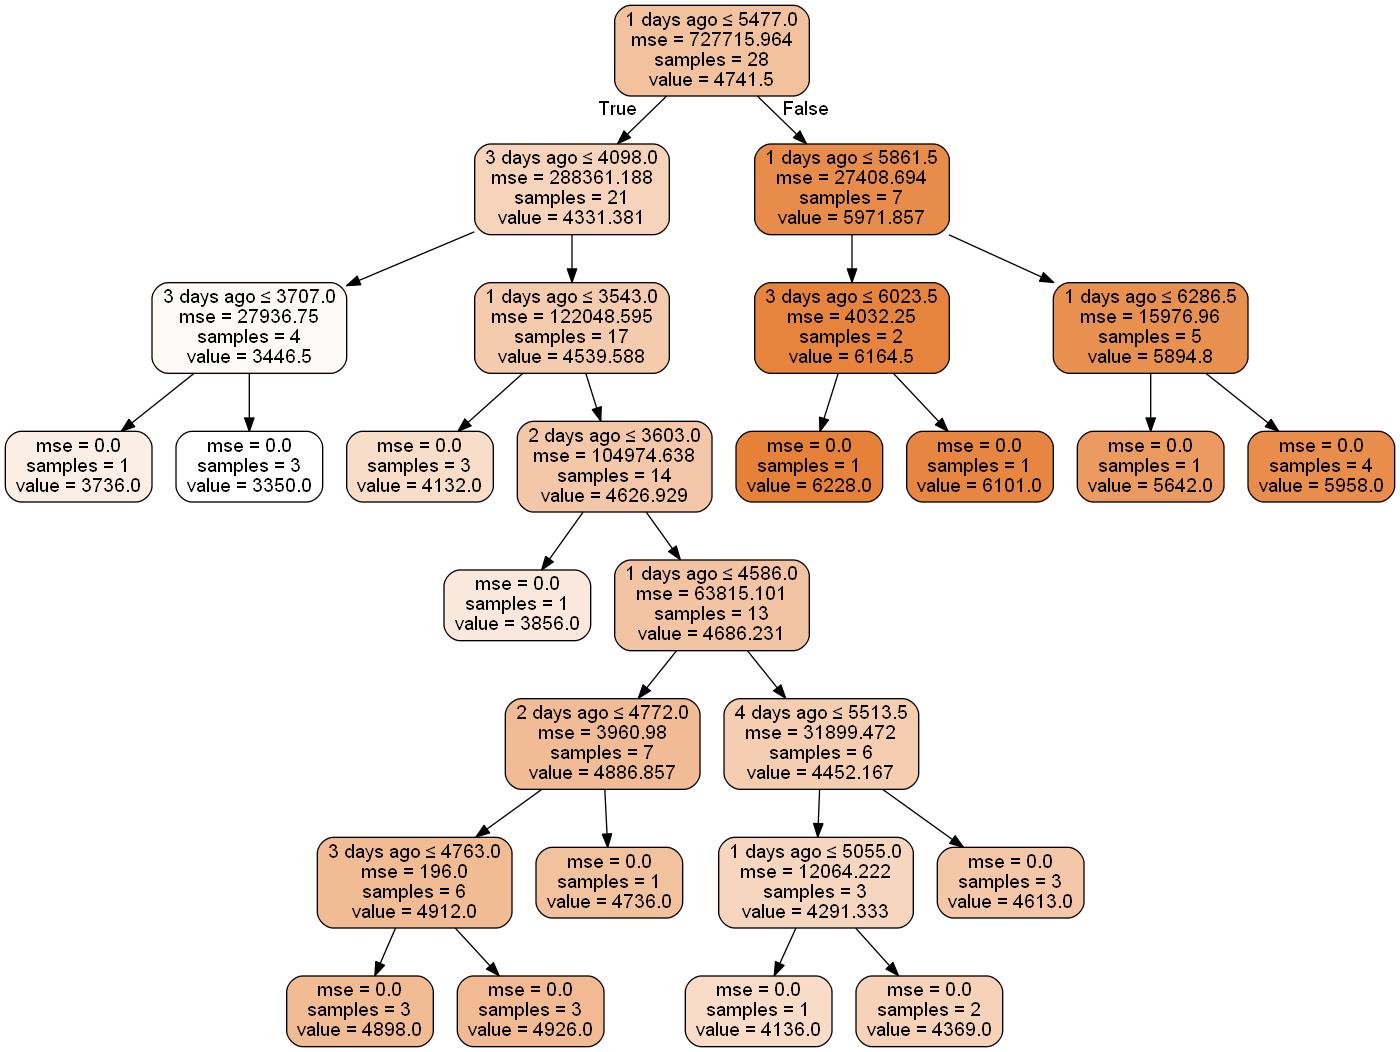 1 days ago ≤ 5477.0
mse = 727715.964
samples = 28
value = 4741.5
True
False
3 days ago ≤ 4098.0
mse = 288361.188
samples = 21
value = 4331.381
1 days ago ≤ 5861.5
mse = 27408.694
samples = 7
value = 5971.857
3 days ago ≤ 3707.0
mse = 27936.75
samples = 4
value = 3446.5
1 days ago ≤ 3543.0
mse = 122048.595
samples = 17
value = 4539.588
3 days ago ≤ 6023.5
mse = 4032.25
samples = 2
value = 6164.5
1 days ago ≤ 6286.5
mse = 15976.96
samples = 5
value = 5894.8
mse = 0.0
samples = 1
value = 3736.0
mse = 0.0
samples = 3
value = 3350.0
mse = 0.0
samples = 3
value = 4132.0
2 days ago ≤ 3603.0
mse = 104974.638
samples = 14
value = 4626.929
mse = 0.0
samples = 1
value = 6228.0
mse = 0.0
samples = 1
value = 6101.0
mse = 0.0
samples = 1
value = 5642.0
mse = 0.0
samples = 4
value = 5958.0
mse = 0.0
samples = 1
value = 3856.0
1 days ago ≤ 4586.0
mse = 63815.101
samples = 13
value = 4686.231
2 days ago ≤ 4772.0
mse = 3960.98
samples = 7
value = 4886.857
4 days ago ≤ 5513.5
mse = 31899.472
samples = 6
value = 4452.167
3 days ago ≤ 4763.0
mse = 196.0
samples = 6
value = 4912.0
mse = 0.0
samples = 1
value = 4736.0
1 days ago ≤ 5055.0
mse = 12064.222
samples = 3
value = 4291.333
mse = 0.0
samples = 3
value = 4613.0
mse = 0.0
samples = 3
value = 4898.0
mse = 0.0
samples = 3
value = 4926.0
mse = 0.0
samples = 1
value = 4136.0
mse = 0.0
samples = 2
value = 4369.0